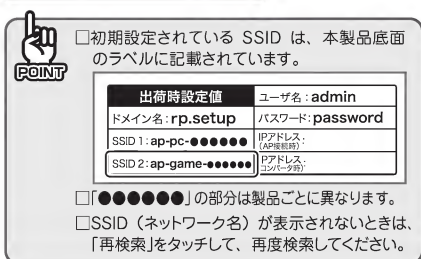 POINT
□初期設定されている SSID は、本製品底面
のラベルに記載されています。
出荷時設定値
ユーザ名：admin
ドメイン名：rp.setup
パスワード：password
SSID 1：ap-pc-●●●●●●
IPアドレス：
(AP接続時)
SSID 2：ap-game-●●●●●●
IPアドレス：
コンバータ時)
□「●●●●●●」の部分は製品ごとに異なります。
□SSID（ネットワーク名）が表示されないときは、
「再検索」をタッチして、再度検索してください。